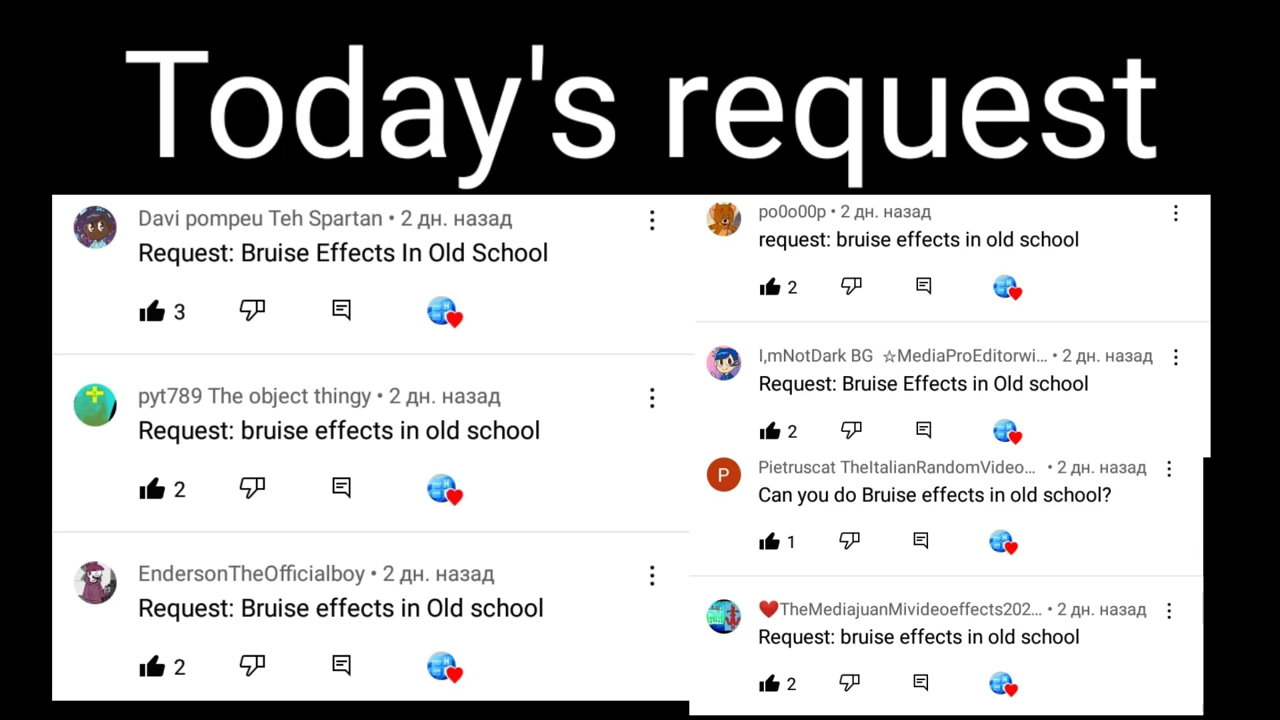 Today's request
Davi pompeu Teh Spartan • 2 дн. назад
Request: Bruise Effects In Old School
3
pyt789 The object thingy • 2 дн. назад
Request: bruise effects in old school
2
EndersonTheOfficialboy • 2 дн. назад
Request: Bruise effects in Old school
2
po0o00p • 2 дн. назад
request: bruise effects in old school
2
I,mNotDark BG ☆MediaProEditorwi... • 2 дн. назад
Request: Bruise Effects in Old school
2
P
Pietruscat TheItalianRandomVideo... • 2 дн. назад
Can you do Bruise effects in old school?
1
❤️TheMediajuanMivideoeffects202... • 2 дн. назад
Request: bruise effects in old school
2